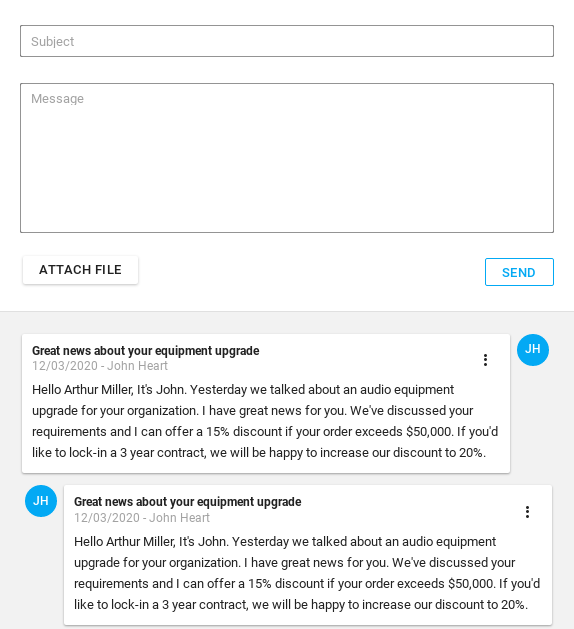 Subject
Message
ATTACH FILE
SEND
Great news about your equipment upgrade
12/03/2020 - John Heart
JH
Hello Arthur Miller, It's John. Yesterday we talked about an audio equipment
upgrade for your organization. I have great news for you. We've discussed your
requirements and I can offer a 15% discount if your order exceeds $50,000. If you'd
like to lock-in a 3 year contract, we will be happy to increase our discount to 20%.
JH
Great news about your equipment upgrade
12/03/2020 - John Heart
Hello Arthur Miller, It's John. Yesterday we talked about an audio equipment
upgrade for your organization. I have great news for you. We've discussed your
requirements and I can offer a 15% discount if your order exceeds $50,000. If you'd
like to lock-in a 3 year contract, we will be happy to increase our discount to 20%.